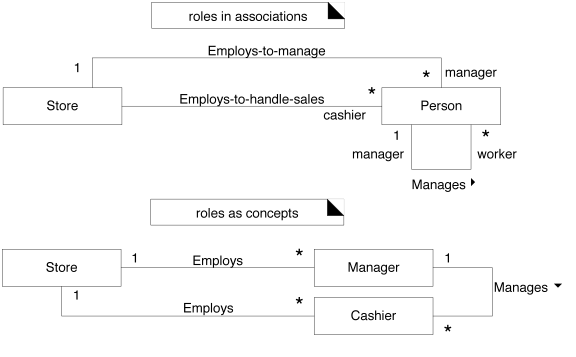 roles in associations
Employs-to-manage
1
* manager
Store
Employs-to-handle-sales
*
cashier
Person
1
*
manager
worker
Manages
roles as concepts
Store
1
Employs
*
Manager
1
1
Employs
*
Cashier
*
Manages